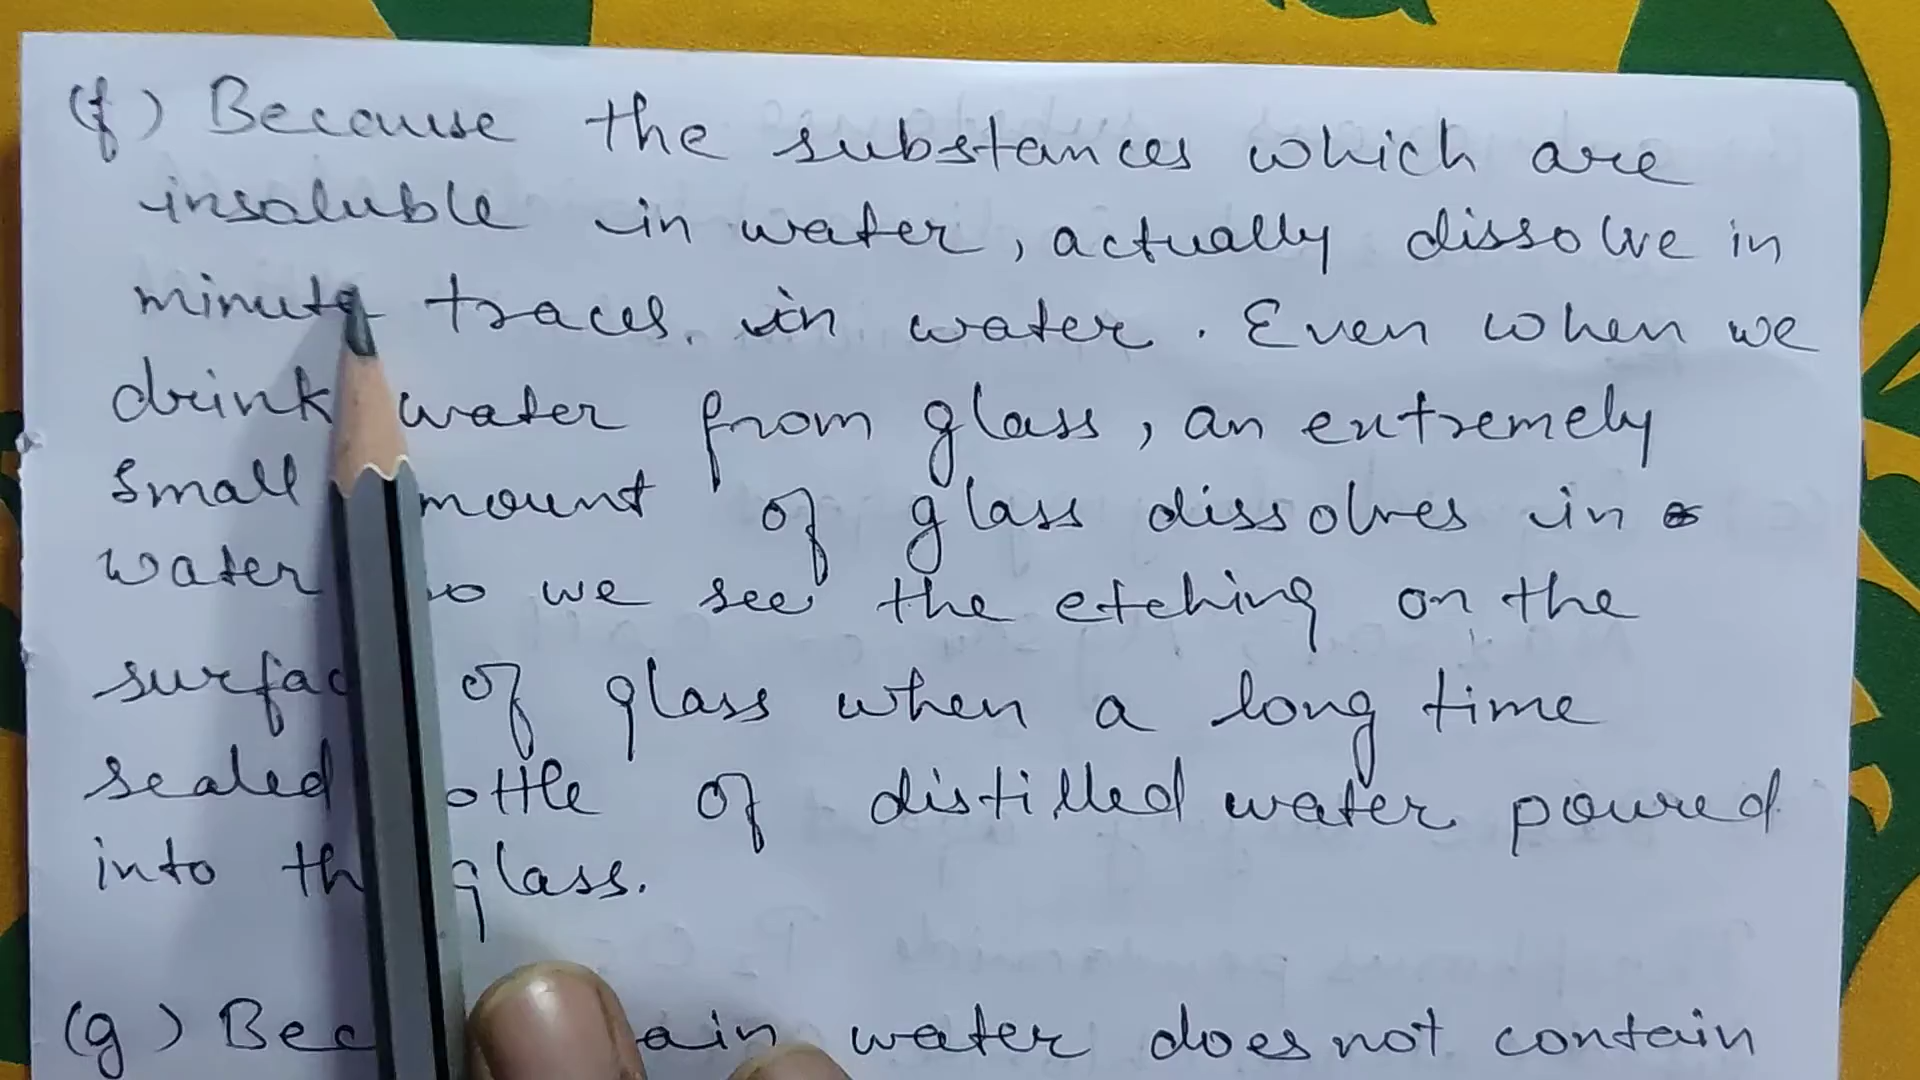 (f) Because the substances which are
insoluble in water, actually dissolve in
minute traces. in water. Even when we
drink water from glass, an extremely
small mount of glass dissolves in
water so we see the etching on the
surfac of glass when a long time
sealed ottle of distilled water poured
into th glass.
(g) Bec ain water does not contain